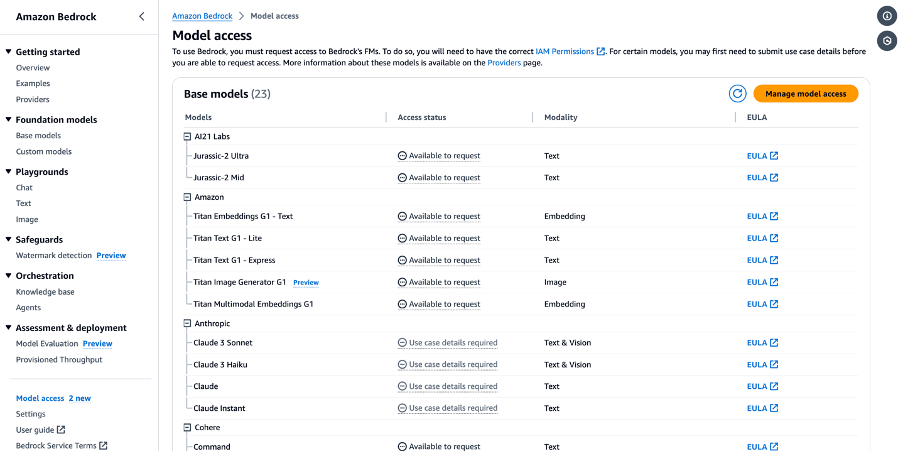 Amazon Bedrock
Getting started
Overview
Examples
Providers
Foundation models
Base models
Custom models
Playgrounds
Chat
Text
Image
Safeguards
Watermark detection Preview
Orchestration
Knowledge base
Agents
Assessment & deployment
Model Evaluation Preview
Provisioned Throughput
Model access 2 new
Settings
User guide
Bedrock Service Terms
Amazon Bedrock > Model access
Model access
To use Bedrock, you must request access to Bedrock's FMs. To do so, you will need to have the correct IAM Permissions. For certain models, you may first need to submit use case details before
you are able to request access. More information about these models is available on the Providers page.
Base models (23) Manage model access
Models Access status Modality EULA
AI21 Labs
Jurassic-2 Ultra Available to request Text EULA
Jurassic-2 Mid Available to request Text EULA
Amazon
Titan Embeddings G1 - Text Available to request Embedding EULA
Titan Text G1 - Lite Available to request Text EULA
Titan Text G1 - Express Available to request Text EULA
Titan Image Generator G1 Preview Available to request Image EULA
Titan Multimodal Embeddings G1 Available to request Embedding EULA
Anthropic
Claude 3 Sonnet Use case details required Text & Vision EULA
Claude 3 Haiku Use case details required Text & Vision EULA
Claude Use case details required Text EULA
Claude Instant Use case details required Text EULA
Cohere
Command Available to request Text EULA